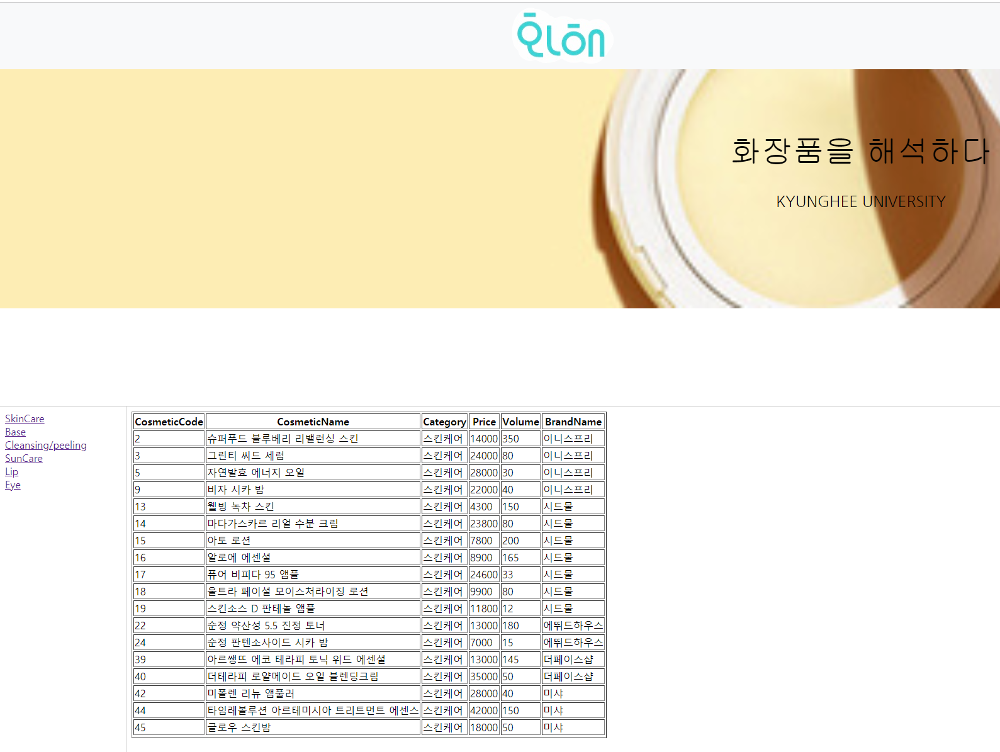 화장품을 해석하다
KYUNGHEE UNIVERSITY
SkinCare
Base
Cleansing/peeling
SunCare
Lip
Eye
CosmeticCode CosmeticName Category Price Volume BrandName
2 슈퍼푸드 블루베리 리밸런싱 스킨 스킨케어 14000 350 이니스프리
3 그린티 씨드 세럼 스킨케어 24000 80 이니스프리
5 자연발효 에너지 오일 스킨케어 28000 30 이니스프리
9 비자 시카 밤 스킨케어 22000 40 이니스프리
13 웰빙 녹차 스킨 스킨케어 4300 150 시드물
14 마다가스카르 리얼 수분 크림 스킨케어 23800 80 시드물
15 아토 로션 스킨케어 7800 200 시드물
16 알로에 에센셜 스킨케어 8900 165 시드물
17 퓨어 비피다 95 앰플 스킨케어 24600 33 시드물
18 울트라 페이셜 모이스처라이징 로션 스킨케어 9900 80 시드물
19 스킨소스 D 판테놀 앰플 스킨케어 11800 12 시드물
22 순정 약산성 5.5 진정 토너 스킨케어 13000 180 에뛰드하우스
24 순정 판텐소사이드 시카 밤 스킨케어 7000 15 에뛰드하우스
39 아르쌩뜨 에코 테라피 토닉 위드 에센셜 스킨케어 13000 145 더페이스샵
40 더테라피 로얄메이드 오일 블렌딩크림 스킨케어 35000 50 더페이스샵
42 미폴렌 리뉴 앰풀러 스킨케어 28000 40 미샤
44 타임레볼루션 아르테미시아 트리트먼트 에센스 스킨케어 42000 150 미샤
45 글로우 스킨밤 스킨케어 18000 50 미샤